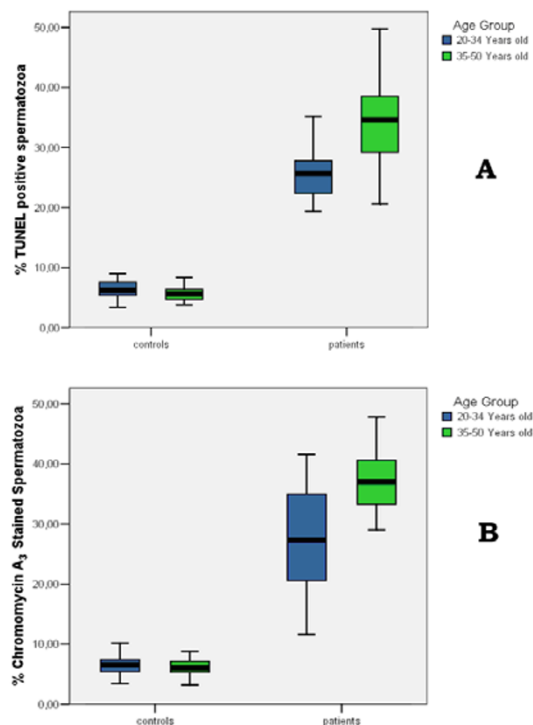 Age Group
20-34 Years old
35-50 Years old
% TUNEL positive spermatozoa
50,00
40,00
30,00
20,00
10,00
0,00
controls
patients
A
Age Group
20-34 Years old
35-50 Years old
% Chromomycin A3 Stained Spermatozoa
50,00
40,00
30,00
20,00
10,00
0,00
controls
patients
B